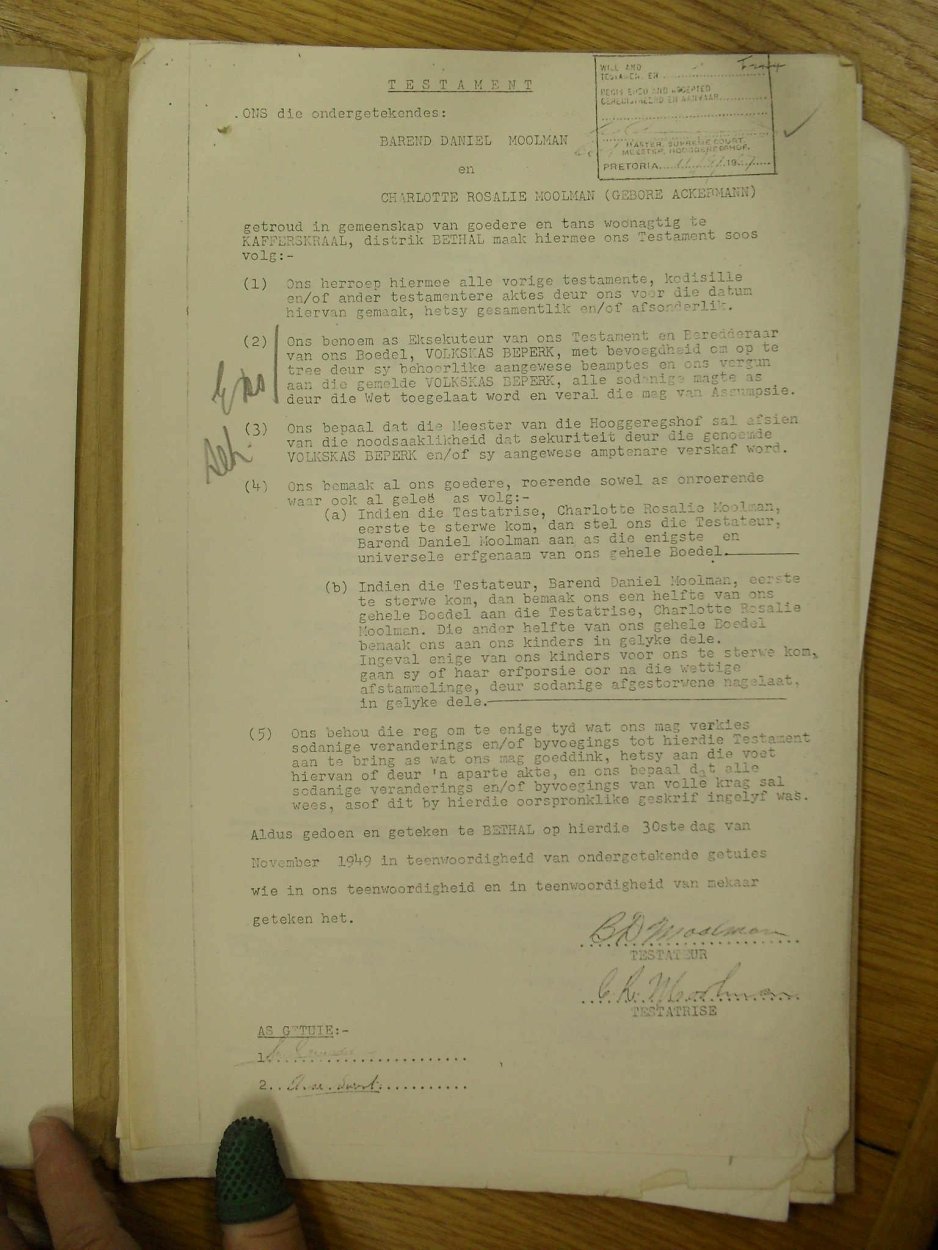 T E S T A M E N T
WILL AND
TESTAMENT EN
REGISTERED AND ACCEPTED
GEREGISTREER EN AANVAAR
MASTER, SUPREME COURT.
MEESTER, HOOGGEREGSHOF.
PRETORIA 19
.ONS die ondergetekendes:
BAREND DANIEL MOOLMAN
en
CHARLOTTE ROSALIE MOOLMAN (GEBORE ACKERMANN)
getroud in gemeenskap van goedere en tans woonagtig te
KAFFERSKRAAL, distrik BETHAL maak hiermee ons Testament soos
volg:-
(1) Ons herroep hiermee alle vorige testamente, kodisille
en/of ander testamentere aktes deur ons voor die datum
hiervan gemaak, hetsy gesamentlik en/of afsonderlik.
(2) Ons benoem as Eksekuteur van ons Testament en Beredderaar
van ons Boedel, VOLKSKAS BEPERK, met bevoegdheid om op te
tree deur sy behoorlike aangewese beamptes en ons vergun
aan die gemelde VOLKSKAS BEPERK, alle sodanige magte as
deur die Wet toegelaat word en veral die mag van Assumpsie.
(3) Ons bepaal dat die Meester van die Hooggeregshof sal afsien
van die noodsaaklikheid dat sekuriteit deur die genoemde
VOLKSKAS BEPERK en/of sy aangewese amptenare verskaf word.
(4) Ons bemaak al ons goedere, roerende sowel as onroerende
waar ook al geleë as volg:-
(a) Indien die Testatrise, Charlotte Rosalie Moolman,
eerste te sterwe kom, dan stel ons die Testateur,
Barend Daniel Moolman aan as die enigste en
universele erfgenaam van ons gehele Boedel.
(b) Indien die Testateur, Barend Daniel Moolman, eerste
te sterwe kom, dan bemaak ons een helfte van ons
gehele Boedel aan die Testatrise, Charlotte Rosalie
Moolman. Die ander helfte van ons gehele Boedel
bemaak ons aan ons kinders in gelyke dele.
Ingeval enige van ons kinders voor ons te sterwe kom,
gaan sy of haar erfporsie oor na die wettige
afstammelinge, deur sodanige afgestorwene nagelaat,
in gelyke dele.
(5) Ons behou die reg om te enige tyd wat ons mag verkies
sodanige veranderings en/of byvoegings tot hierdie Testament
aan te bring as wat ons mag goeddink, hetsy aan die voet
hiervan of deur 'n aparte akte, en ons bepaal dat alle
sodanige veranderings en/of byvoegings van volle krag sal
wees, asof dit by hierdie oorspronklike geskrif ingelyf was.
Aldus gedoen en geteken te BETHAL op hierdie 30ste dag van
November 1949 in teenwoordigheid van ondergetekende getuies
wie in ons teenwoordigheid en in teenwoordigheid van mekaar
geteken het.
B D Moolman
TESTATEUR
C. R. Moolman
TESTATRISE
AS GETUIE:-
1.
2.